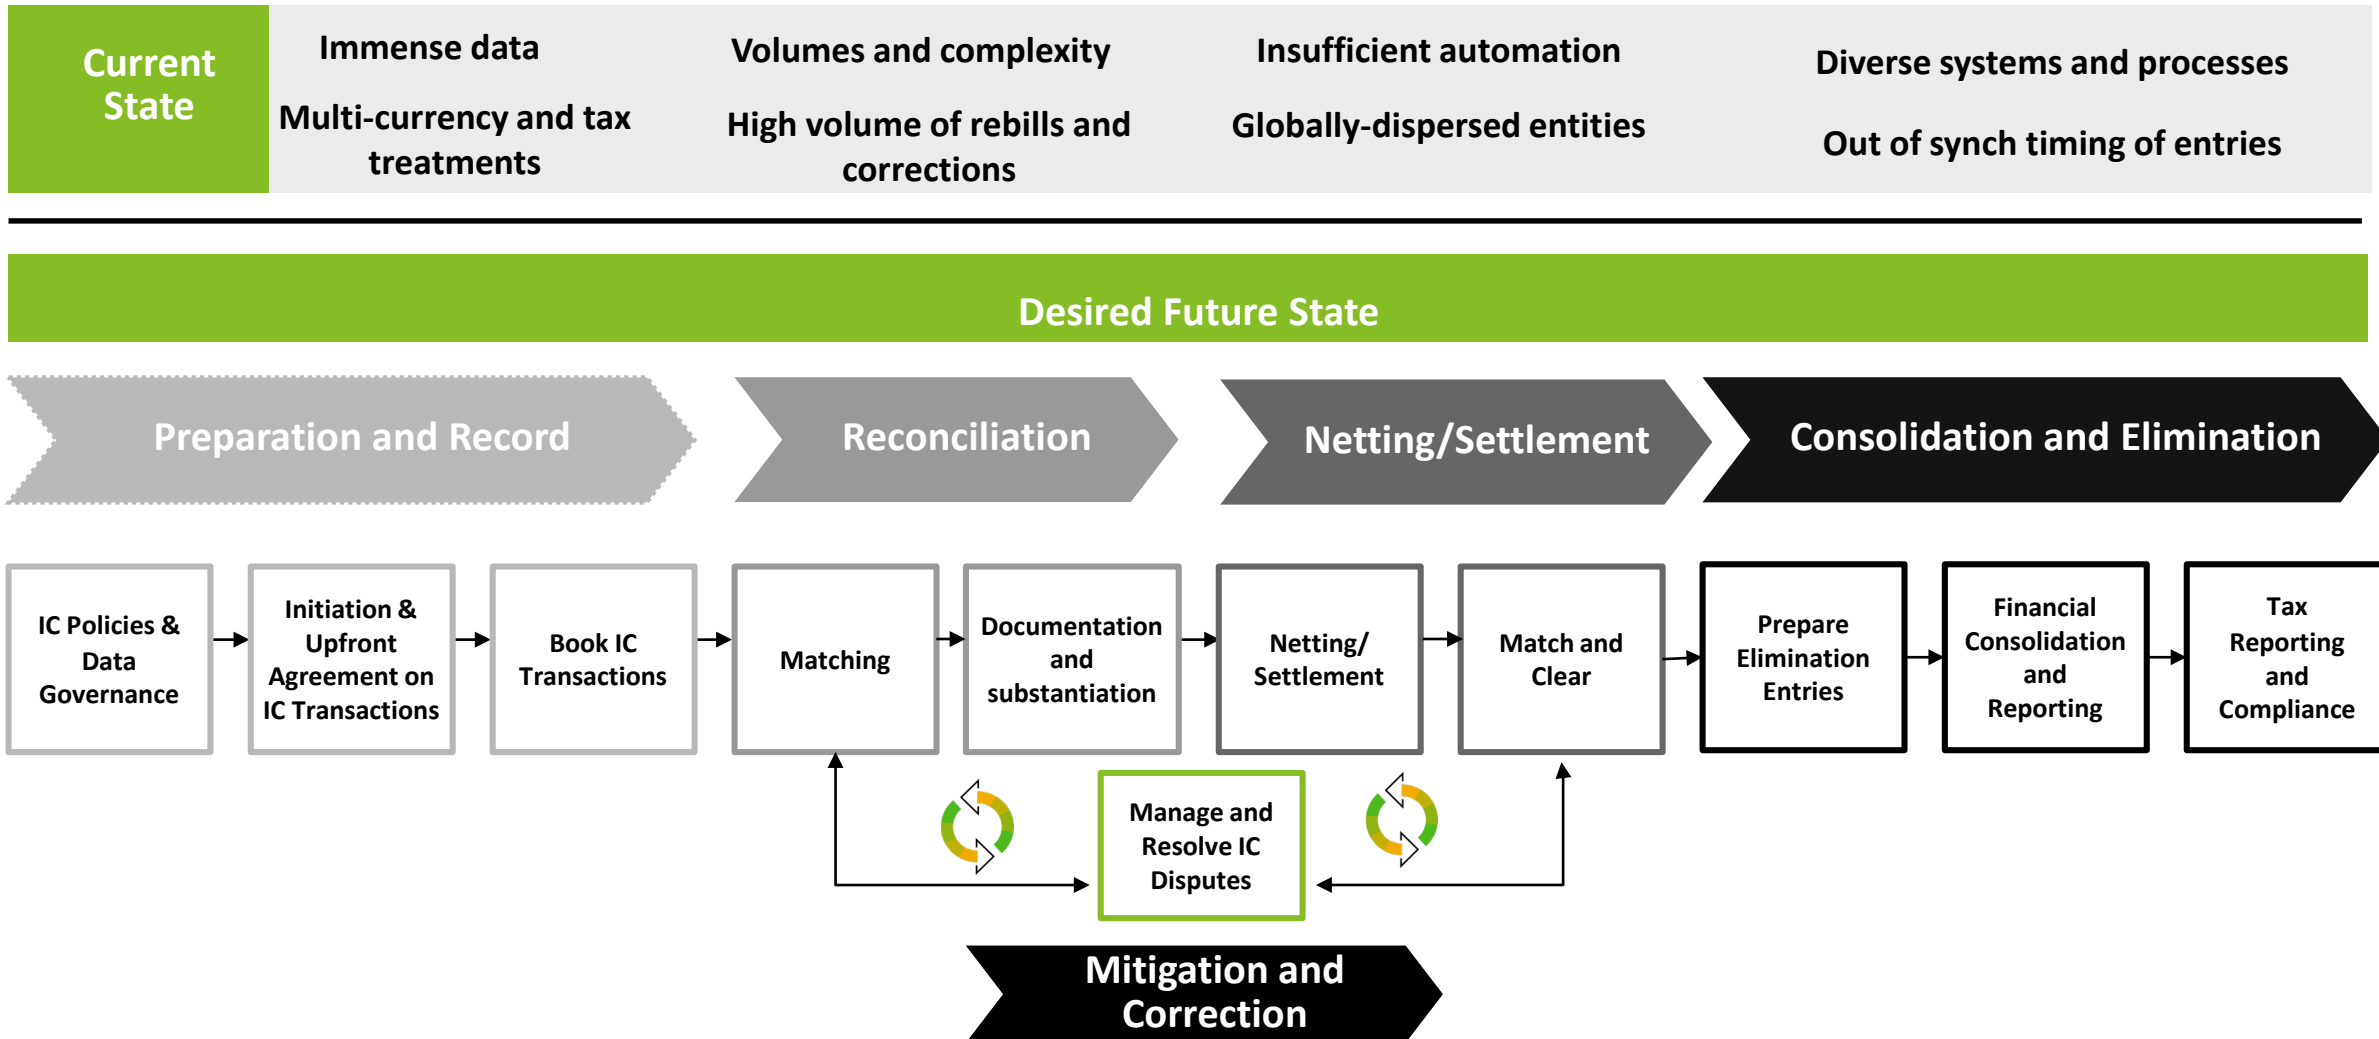 Current
State
Immense data
Multi-currency and tax
treatments
Volumes and complexity
High volume of rebills and
corrections
Insufficient automation
Globally-dispersed entities
Diverse systems and processes
Out of synch timing of entries
Desired Future State
Preparation and Record
Reconciliation
Netting/Settlement
Consolidation and Elimination
IC Policies &
Data
Governance
Initiation &
Upfront
Agreement on
IC Transactions
Book IC
Transactions
Matching
Documentation
and
substantiation
Netting/
Settlement
Match and
Clear
Prepare
Elimination
Entries
Financial
Consolidation
and
Reporting
Tax
Reporting
and
Compliance
Manage and
Resolve IC
Disputes
Mitigation and
Correction